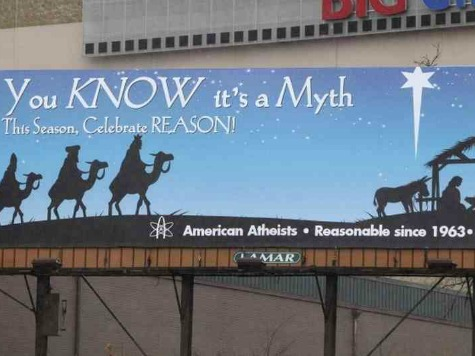 BIG
You KNOW it's a Myth
This Season, Celebrate REASON!
American Atheists • Reasonable since 1963 •
LAMAR